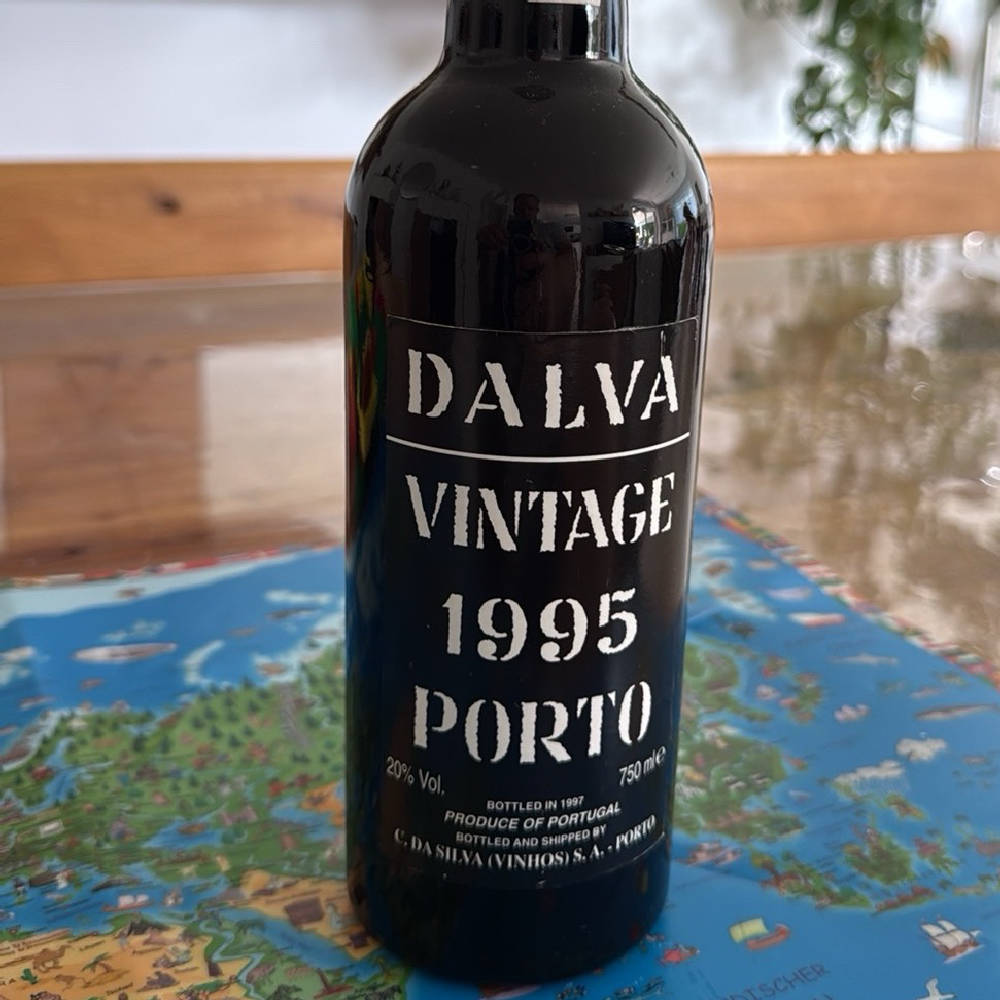 DALVA
VINTAGE
1995
PORTO
20% Vol. 750 ml e
BOTTLED IN 1997
PRODUCE OF PORTUGAL
BOTTLED AND SHIPPED BY
C. DA SILVA (VINHOS) S. A. - PORTO
DISCHER